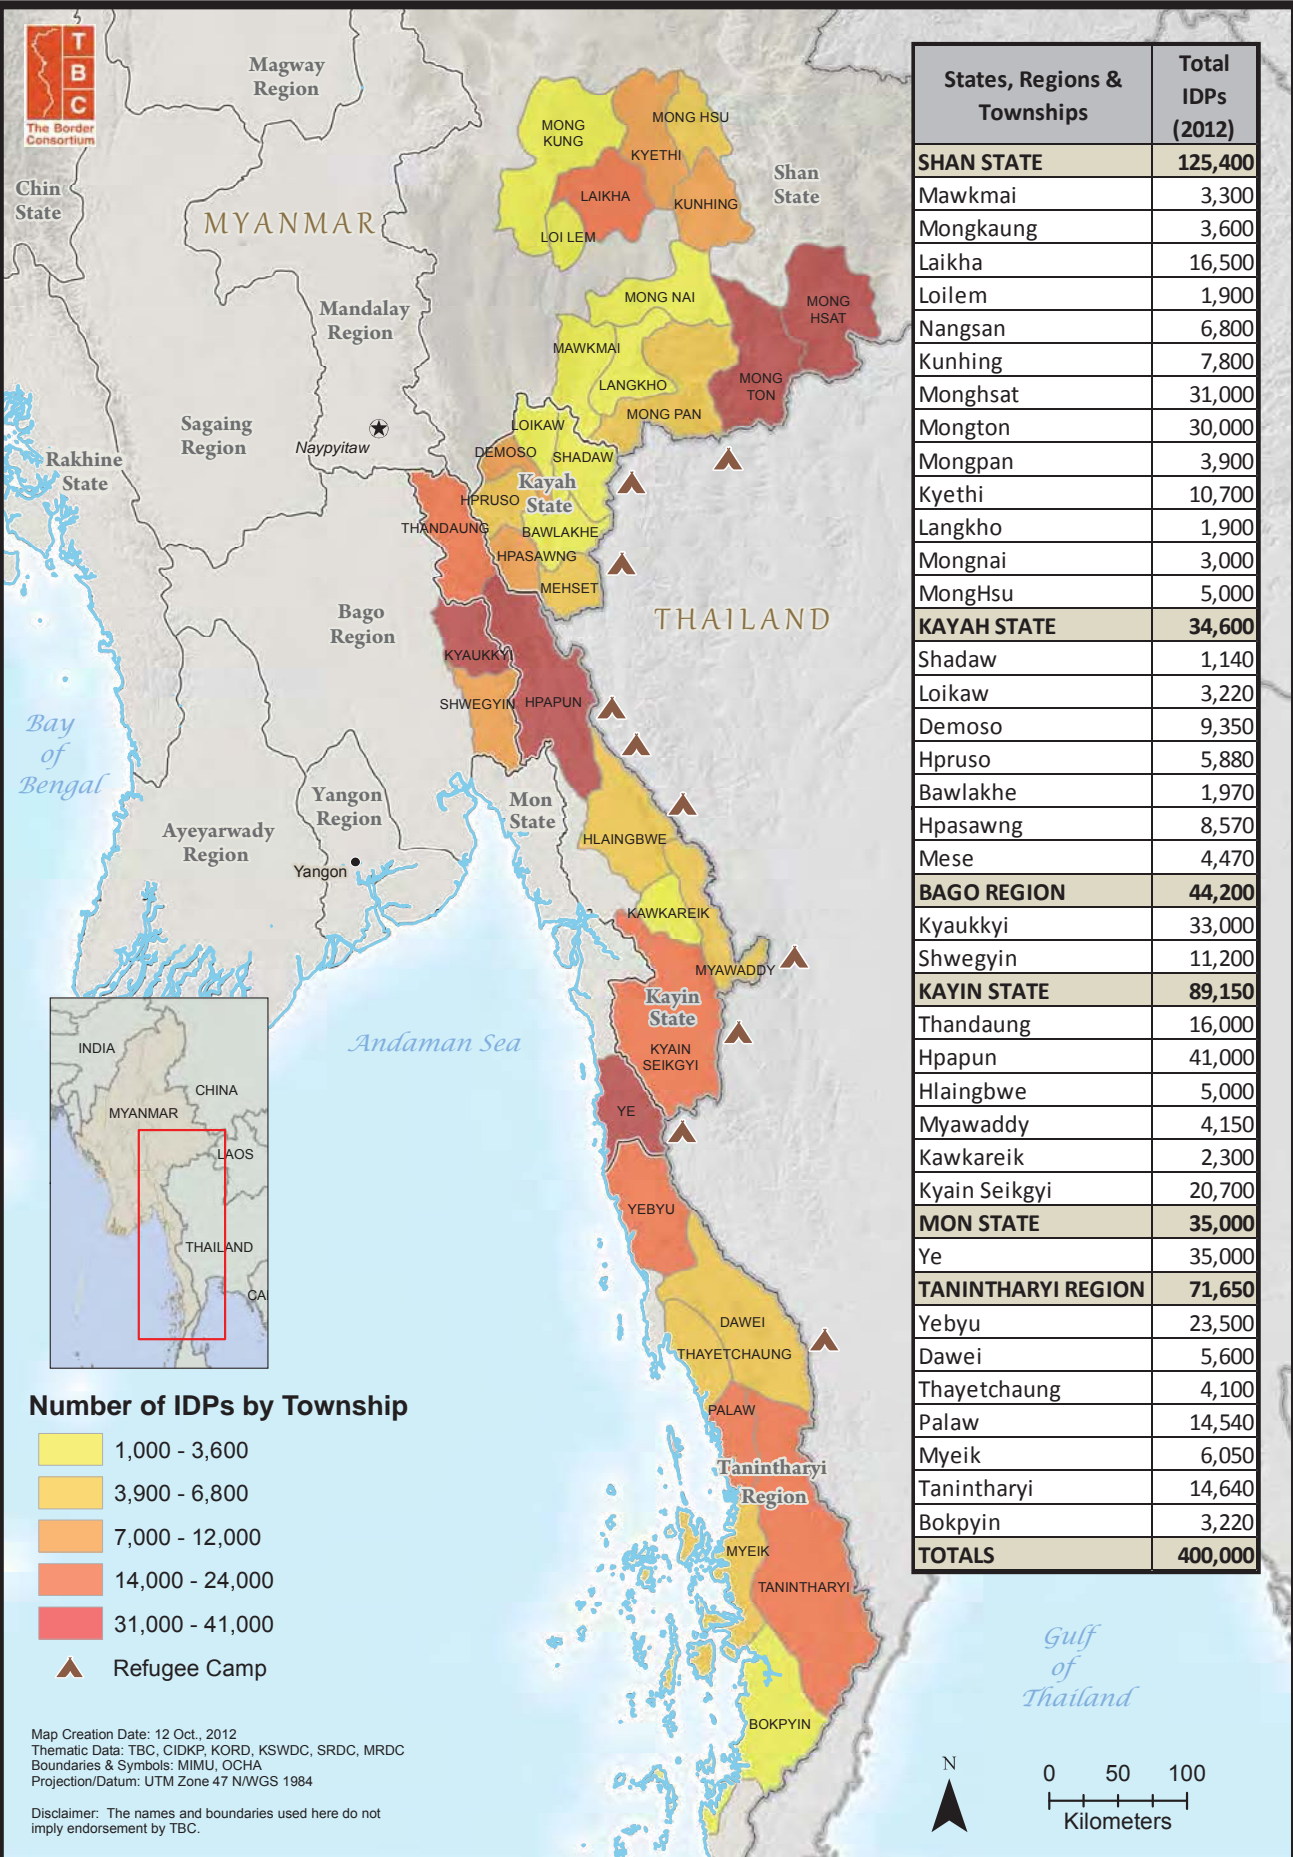 T
B
C
The Border
Consortium
Magway
Region
Chin
State
MYANMAR
Mandalay
Region
Sagaing
Region
Naypyitaw
Rakhine
State
Bago
Region
Bay
of
Bengal
Ayeyarwady
Region
Yangon
Region
Yangon
Mon
State
Andaman Sea
THAILAND
Shan
State
MONG
KUNG
MONG HSU
KYETHI
LAIKHA
KUNHING
LOI LEM
MONG NAI
MONG
HSAT
MAWKMAI
LANGKHO
MONG
TON
MONG PAN
LOIKAW
DEMOSO
SHADAW
Kayah
State
HPRUSO
THANDAUNG
BAWLAKHE
HPASAWNG
MEHSET
KYAUKKYI
SHWEGYIN
HPAPUN
HLAINGBWE
KAWKAREIK
MYAWADDY
Kayin
State
KYAIN
SEIKGYI
YE
YEBYU
DAWEI
THAYETCHAUNG
PALAW
Tanintharyi
Region
MYEIK
TANINTHARYI
BOKPYIN
Gulf
of
Thailand
INDIA
CHINA
MYANMAR
LAOS
THAILAND
CA
States, Regions & Townships Total IDPs (2012)
SHAN STATE 125,400
Mawkmai 3,300
Mongkaung 3,600
Laikha 16,500
Loilem 1,900
Nangsan 6,800
Kunhing 7,800
Monghsat 31,000
Mongton 30,000
Mongpan 3,900
Kyethi 10,700
Langkho 1,900
Mongnai 3,000
MongHsu 5,000
KAYAH STATE 34,600
Shadaw 1,140
Loikaw 3,220
Demoso 9,350
Hpruso 5,880
Bawlakhe 1,970
Hpasawng 8,570
Mese 4,470
BAGO REGION 44,200
Kyaukkyi 33,000
Shwegyin 11,200
KAYIN STATE 89,150
Thandaung 16,000
Hpapun 41,000
Hlaingbwe 5,000
Myawaddy 4,150
Kawkareik 2,300
Kyain Seikgyi 20,700
MON STATE 35,000
Ye 35,000
TANINTHARYI REGION 71,650
Yebyu 23,500
Dawei 5,600
Thayetchaung 4,100
Palaw 14,540
Myeik 6,050
Tanintharyi 14,640
Bokpyin 3,220
TOTALS 400,000
Number of IDPs by Township
1,000 - 3,600
3,900 - 6,800
7,000 - 12,000
14,000 - 24,000
31,000 - 41,000
Refugee Camp
Map Creation Date: 12 Oct., 2012
Thematic Data: TBC, CIDKP, KORD, KSWDC, SRDC, MRDC
Boundaries & Symbols: MIMU, OCHA
Projection/Datum: UTM Zone 47 N/WGS 1984
Disclaimer: The names and boundaries used here do not
imply endorsement by TBC.
N
0 50 100
Kilometers